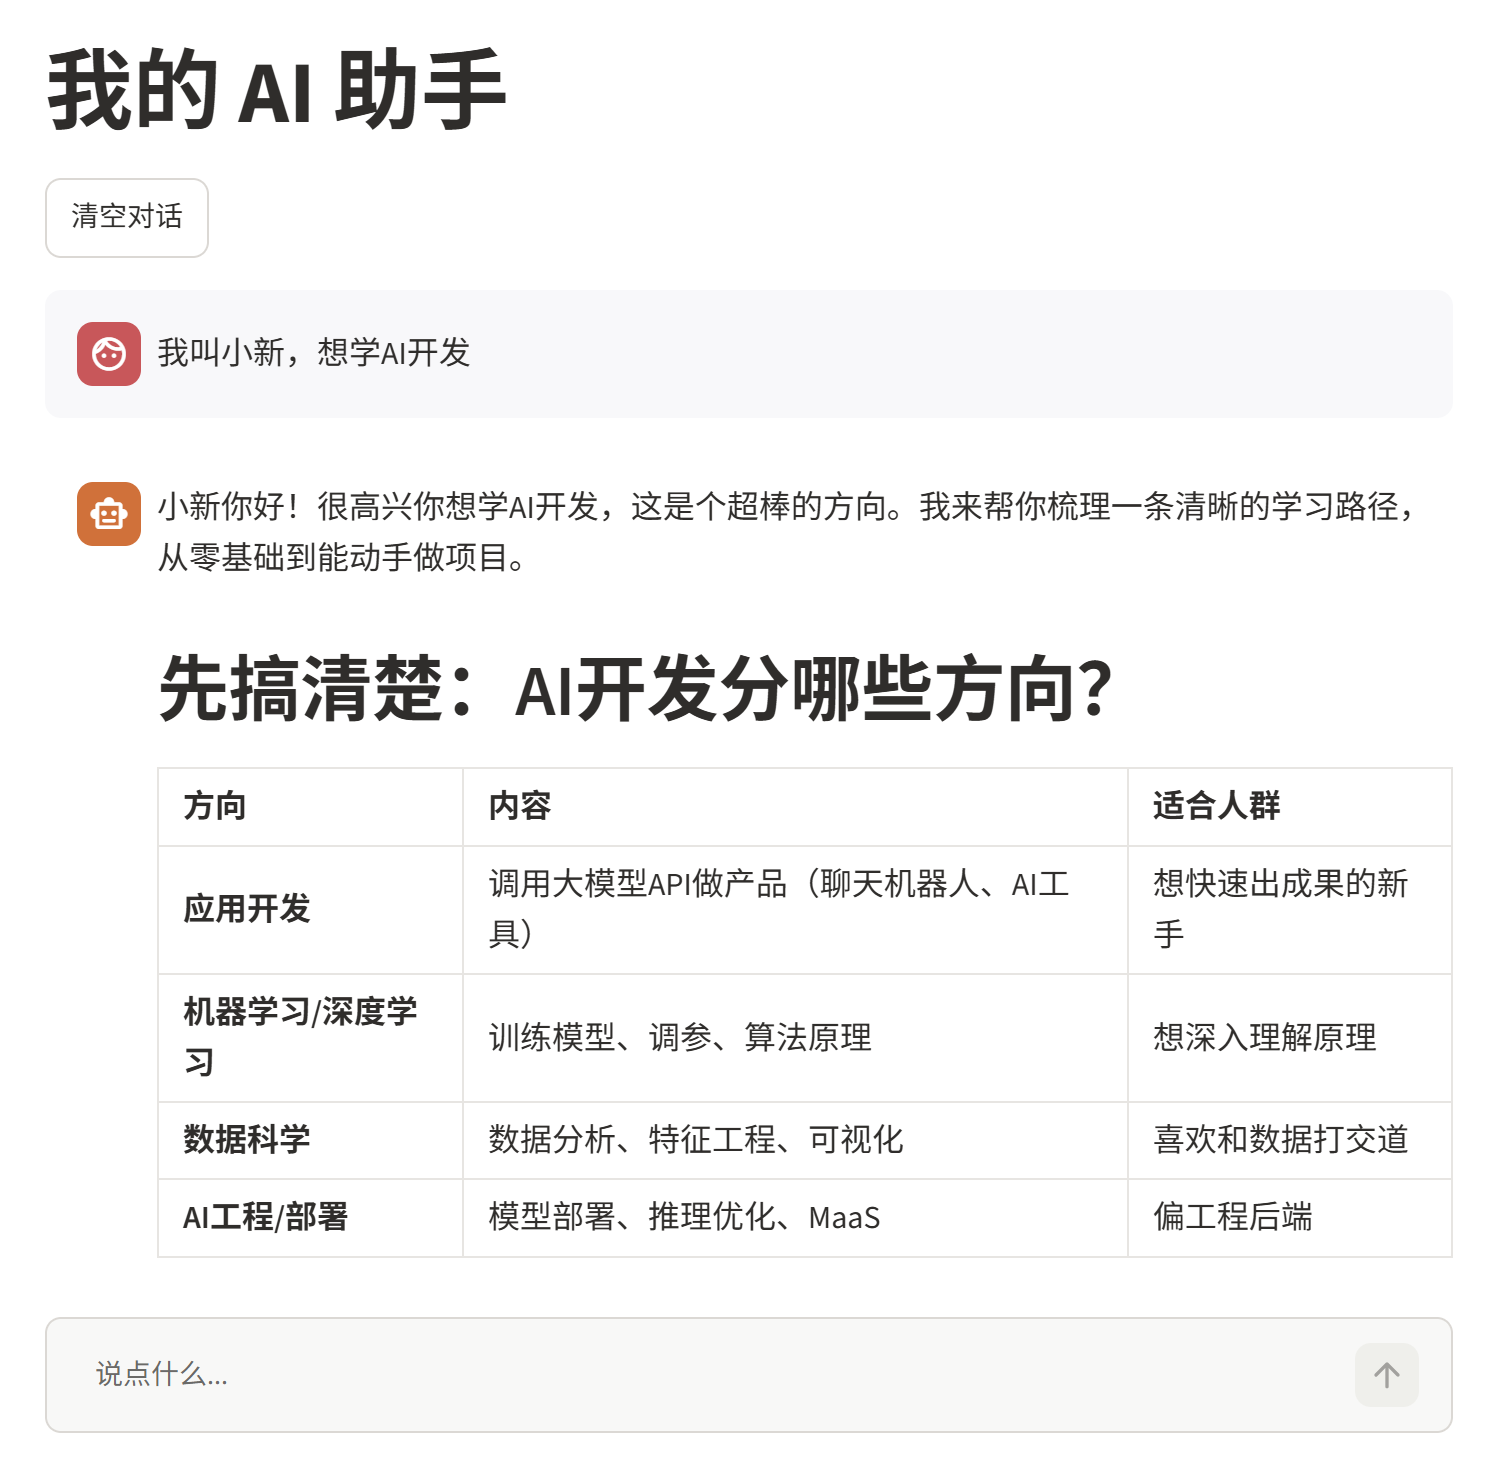 我的 AI 助手
清空对话
我叫小新，想学AI开发
小新你好！很高兴你想学AI开发，这是个超棒的方向。我来帮你梳理一条清晰的学习路径，
从零基础到能动手做项目。
先搞清楚：AI开发分哪些方向？
方向 内容 适合人群
应用开发 调用大模型API做产品（聊天机器人、AI工
具） 想快速出成果的新
手
机器学习/深度学
习 训练模型、调参、算法原理 想深入理解原理
数据科学 数据分析、特征工程、可视化 喜欢和数据打交道
AI工程/部署 模型部署、推理优化、MaaS 偏工程后端
说点什么...